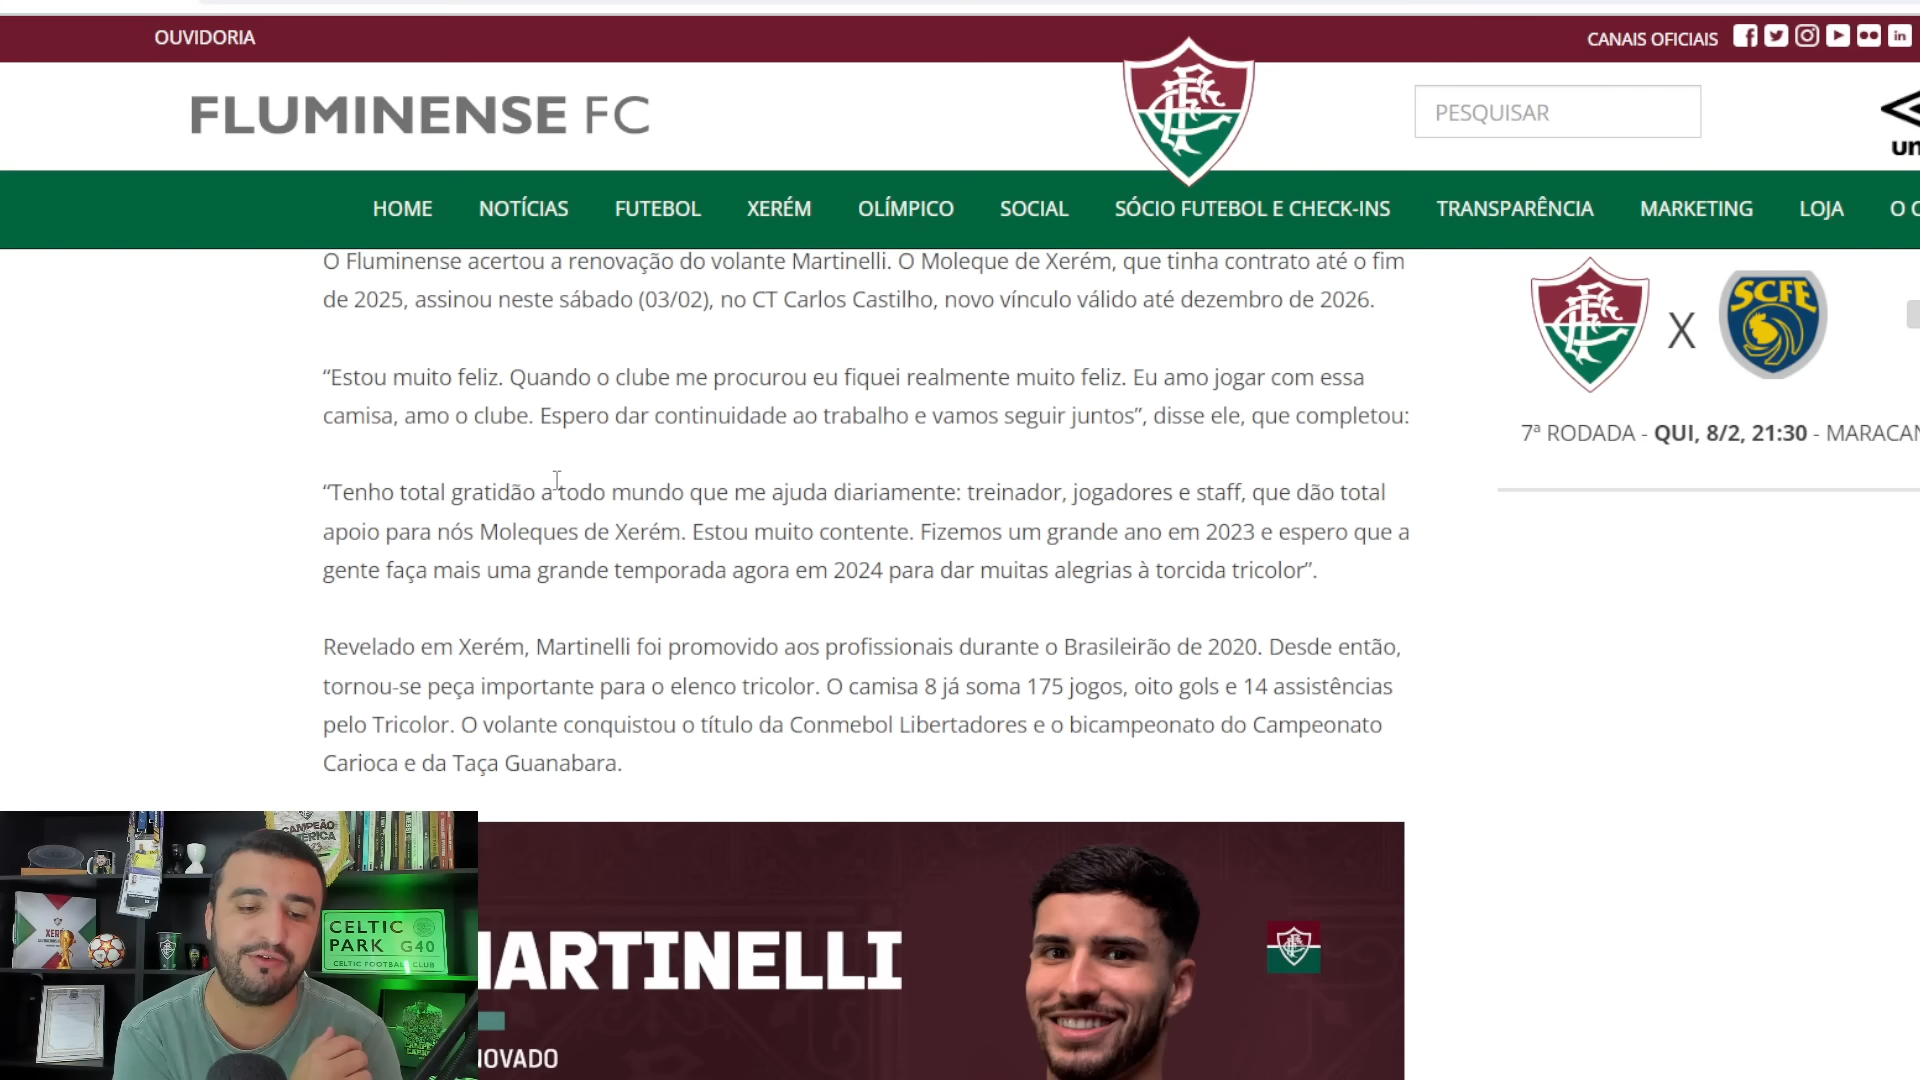 OUVIDORIA
CANAIS OFICIAIS
FLUMINENSE FC
PESQUISAR
HOME NOTÍCIAS FUTEBOL XERÉM OLÍMPICO SOCIAL SÓCIO FUTEBOL E CHECK-INS TRANSPARÊNCIA MARKETING LOJA
O Fluminense acertou a renovação do volante Martinelli. O Moleque de Xerém, que tinha contrato até o fim
de 2025, assinou neste sábado (03/02), no CT Carlos Castilho, novo vínculo válido até dezembro de 2026.
“Estou muito feliz. Quando o clube me procurou eu fiquei realmente muito feliz. Eu amo jogar com essa
camisa, amo o clube. Espero dar continuidade ao trabalho e vamos seguir juntos”, disse ele, que completou:
“Tenho total gratidão a todo mundo que me ajuda diariamente: treinador, jogadores e staff, que dão total
apoio para nós Moleques de Xerém. Estou muito contente. Fizemos um grande ano em 2023 e espero que a
gente faça mais uma grande temporada agora em 2024 para dar muitas alegrias à torcida tricolor”.
Revelado em Xerém, Martinelli foi promovido aos profissionais durante o Brasileirão de 2020. Desde então,
tornou-se peça importante para o elenco tricolor. O camisa 8 já soma 175 jogos, oito gols e 14 assistências
pelo Tricolor. O volante conquistou o título da Conmebol Libertadores e o bicampeonato do Campeonato
Carioca e da Taça Guanabara.
SCFE
X
7ª RODADA - QUI, 8/2, 21:30 - MARACAN
CAMPEÃO
CELTIC
PARK G40
CELTIC FOOTBALL CLUB
ARTINELLI
NOVADO